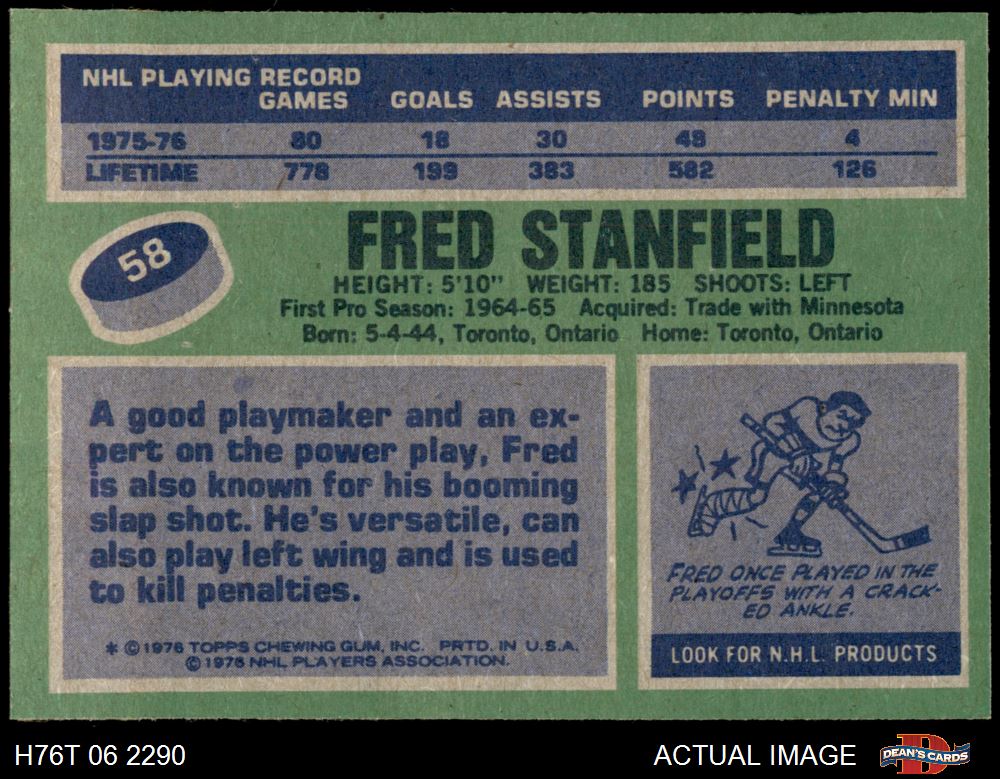 NHL PLAYING RECORD
GAMES GOALS ASSISTS POINTS PENALTY MIN
1975-76 80 18 30 48 4
LIFETIME 778 199 383 582 126
58
FRED STANFIELD
HEIGHT: 5'10" WEIGHT: 185 SHOOTS: LEFT
First Pro Season: 1964-65 Acquired: Trade with Minnesota
Born: 5-4-44, Toronto, Ontario Home: Toronto, Ontario
A good playmaker and an ex-
pert on the power play, Fred
is also known for his booming
slap shot. He's versatile, can
also play left wing and is used
to kill penalties.
* © 1976 TOPPS CHEWING GUM, INC. PRTD. IN U.S.A.
© 1976 NHL PLAYERS ASSOCIATION.
FRED ONCE PLAYED IN THE
PLAYOFFS WITH A CRACK-
ED ANKLE.
LOOK FOR N.H.L. PRODUCTS
H76T 06 2290 ACTUAL IMAGE DEAN'S CARDS